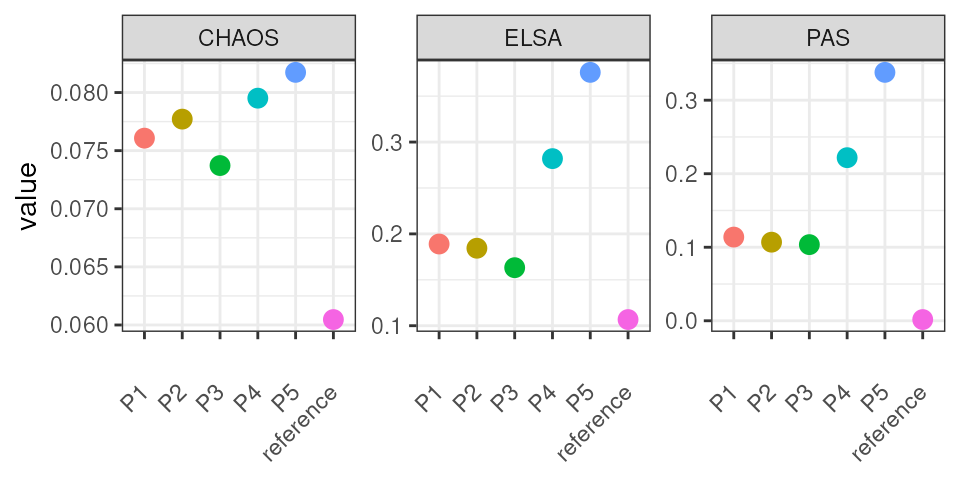 CHAOS ELSA PAS
value
0.080
0.075
0.070
0.065
0.060
0.3
0.2
0.1
0.3
0.2
0.1
0.0
P1 P2 P3 P4 P5 reference
P1 P2 P3 P4 P5 reference
P1 P2 P3 P4 P5 reference